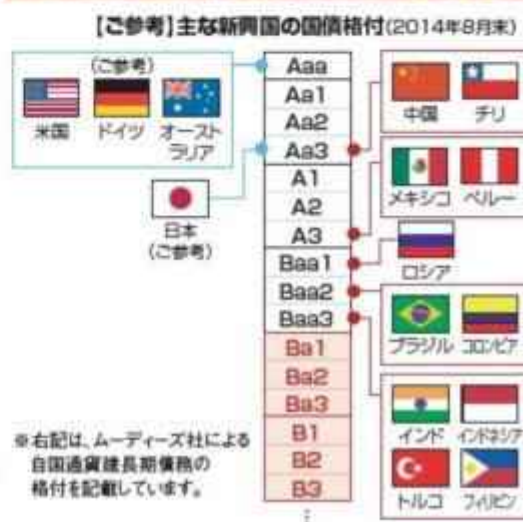 【ご参考】主な新興国の国債格付(2014年8月末)
(ご参考)
米国
ドイツ
オースト
ラリア
日本
(ご参考)
Aaa
Aa1
Aa2
Aa3
A1
A2
A3
Baa1
Baa2
Baa3
Ba1
Ba2
Ba3
B1
B2
B3
⋮
中国
チリ
メキシコ
ペルー
ロシア
ブラジル
コロンビア
インド
インドネシア
トルコ
フィリピン
※右記は、ムーディーズ社による
自国通貨建長期債務の
格付を記載しています。